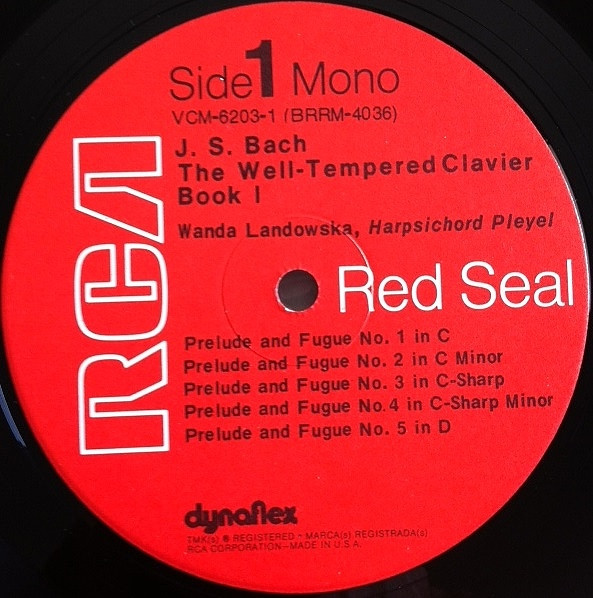 Side 1 Mono
VCM-6203-1 (BRRM-4036)
J. S. Bach
The Well-Tempered Clavier
Book I
Wanda Landowska, Harpsichord Pleyel
RCA
Red Seal
Prelude and Fugue No. 1 in C
Prelude and Fugue No. 2 in C Minor
Prelude and Fugue No. 3 in C-Sharp
Prelude and Fugue No. 4 in C-Sharp Minor
Prelude and Fugue No. 5 in D
dynaflex
TMK(s) ® REGISTERED - MARCA(s) REGISTRADA(s)
RCA CORPORATION—MADE IN U.S.A.